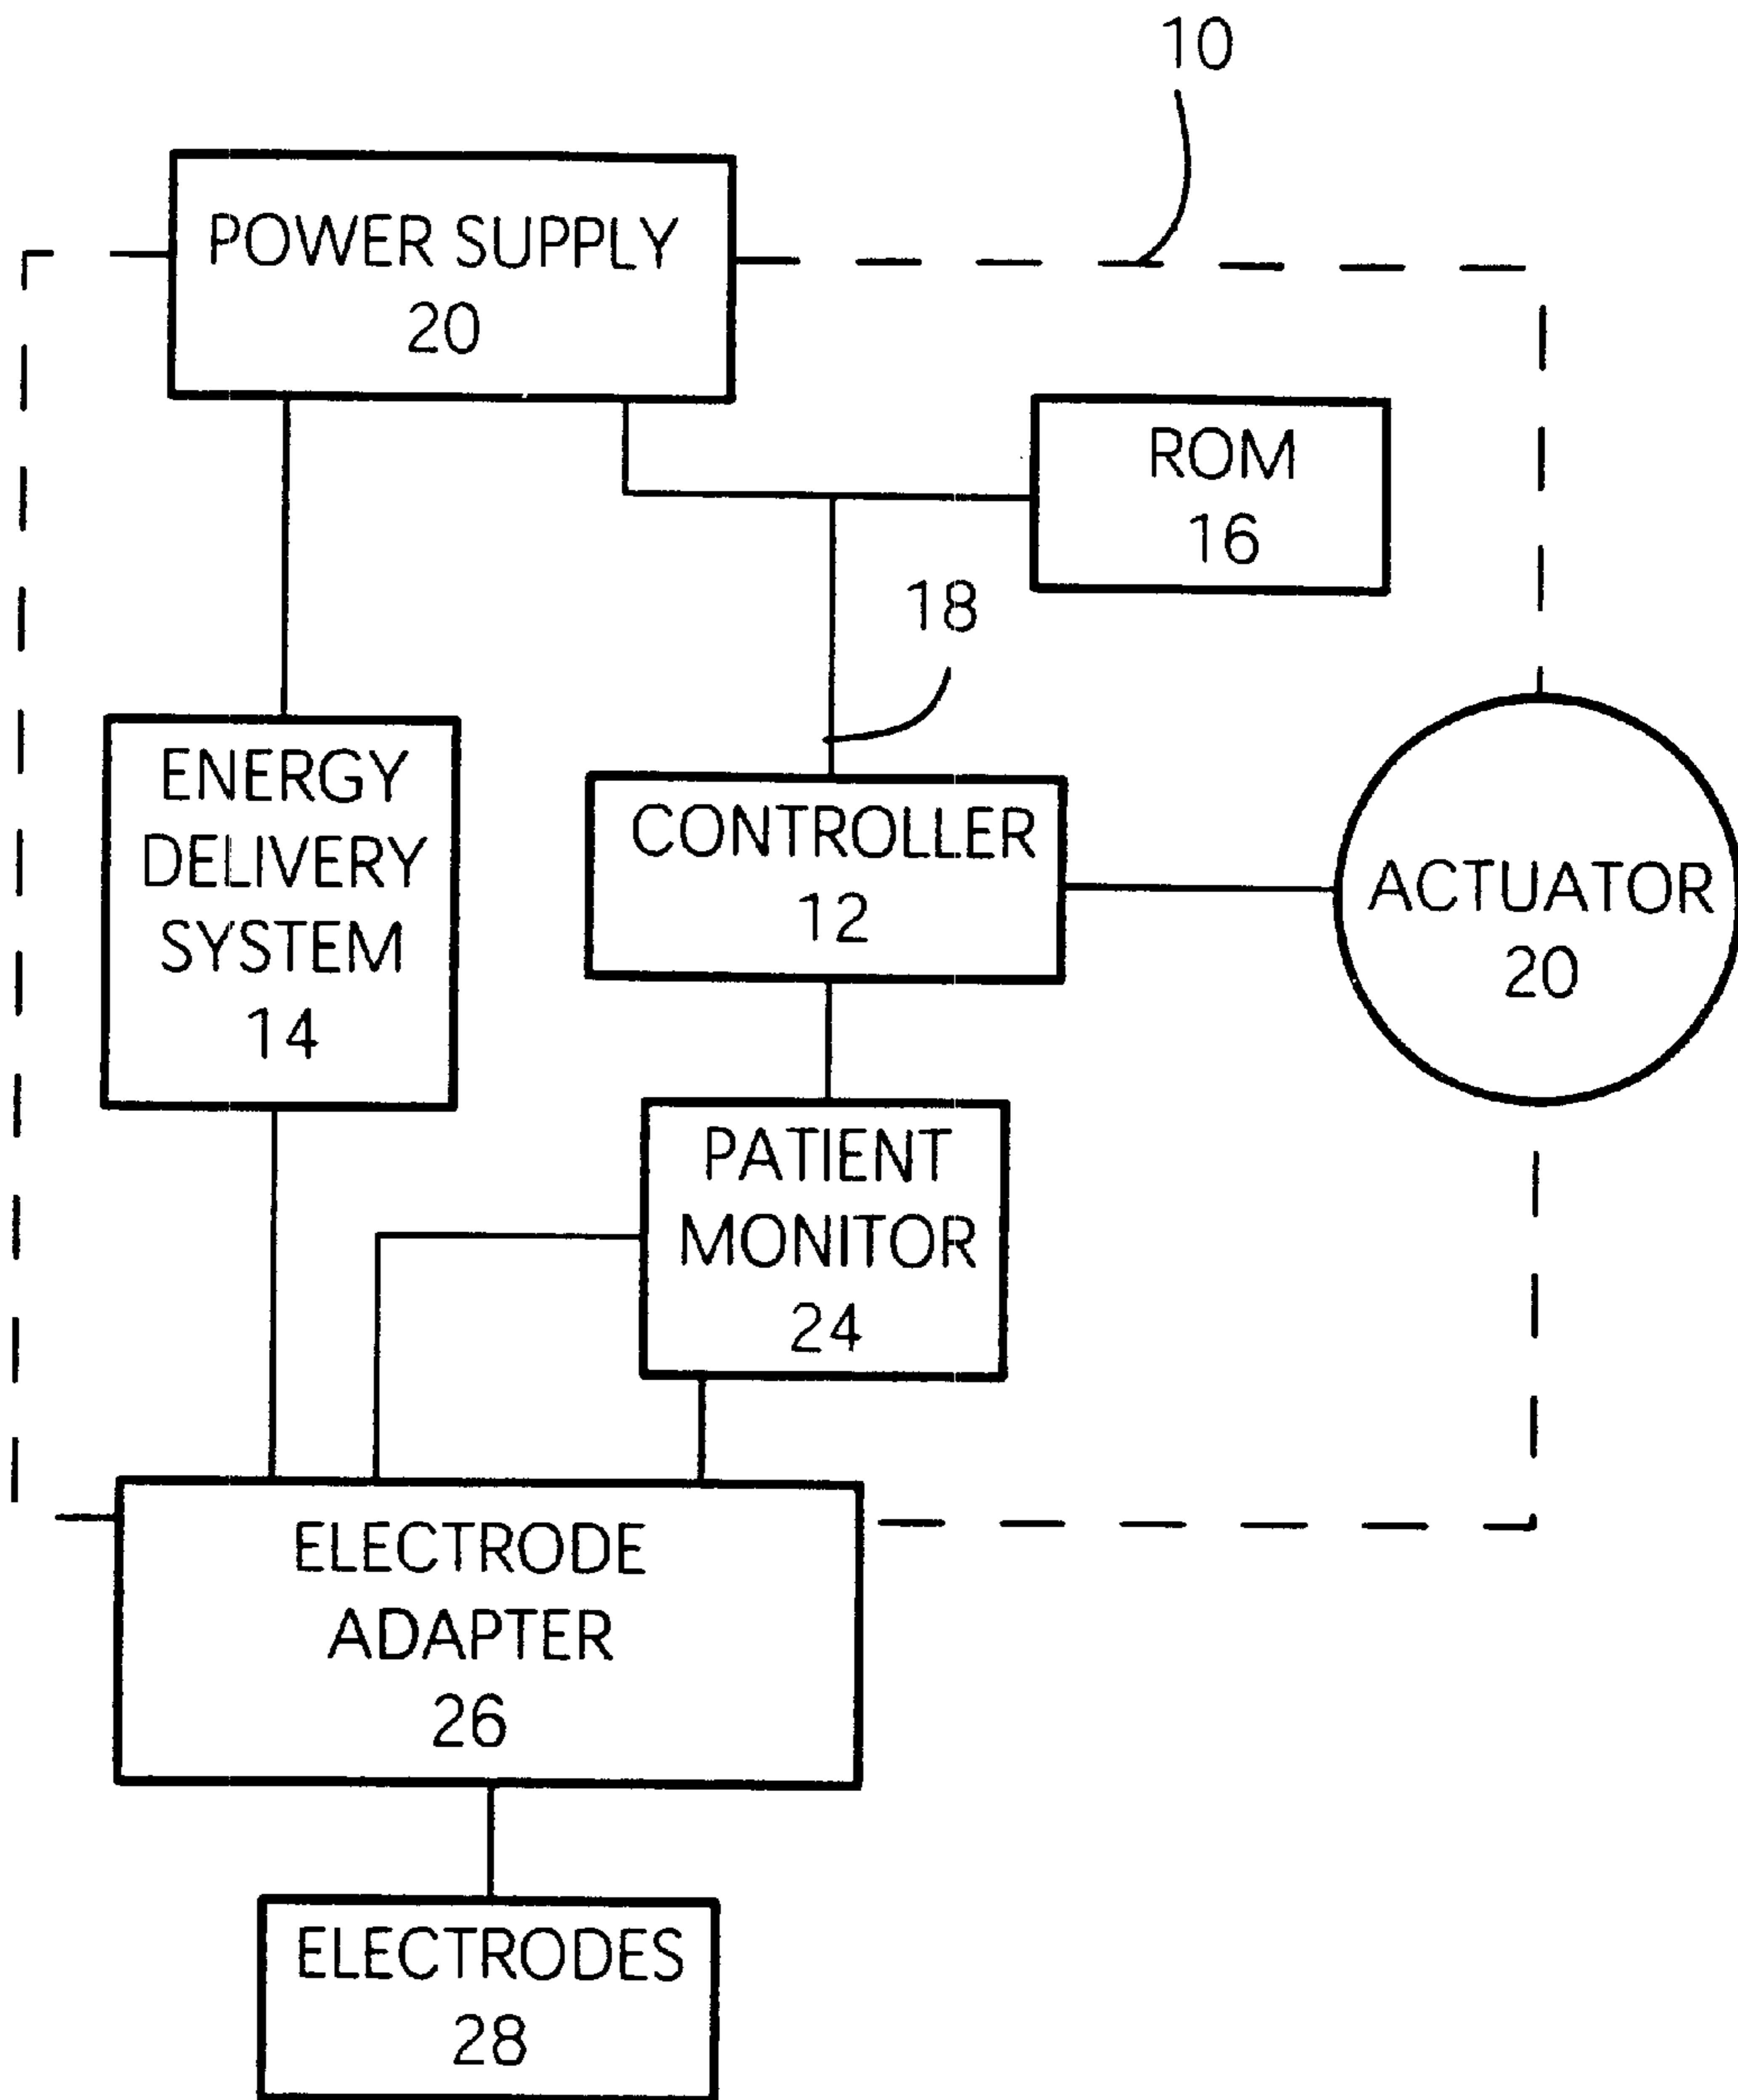 10
POWER SUPPLY
20
ROM
16
18
ENERGY
DELIVERY
SYSTEM
14
CONTROLLER
12
ACTUATOR
20
PATIENT
MONITOR
24
ELECTRODE
ADAPTER
26
ELECTRODES
28